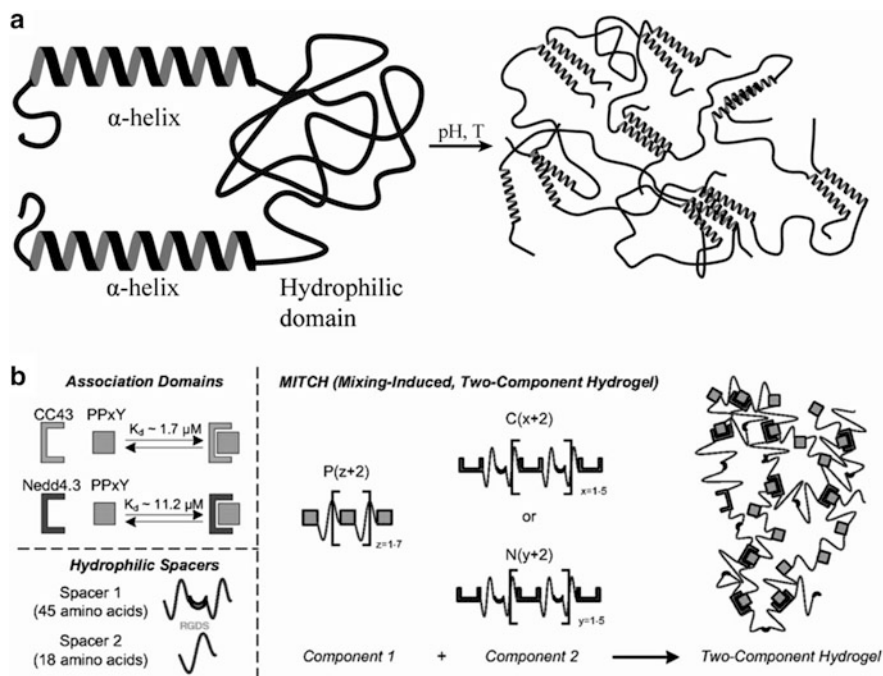 a
α-helix
pH, T
α-helix
Hydrophilic
domain
b
Association Domains
CC43 PPxY Kd ~ 1.7 μM
Nedd4.3 PPxY Kd ~ 11.2 μM
Hydrophilic Spacers
Spacer 1
(45 amino acids)
RGDS
Spacer 2
(18 amino acids)
MITCH (Mixing-Induced, Two-Component Hydrogel)
P(z+2)
z=1-7
C(x+2)
x=1-5
or
N(y+2)
y=1-5
Component 1 + Component 2
Two-Component Hydrogel